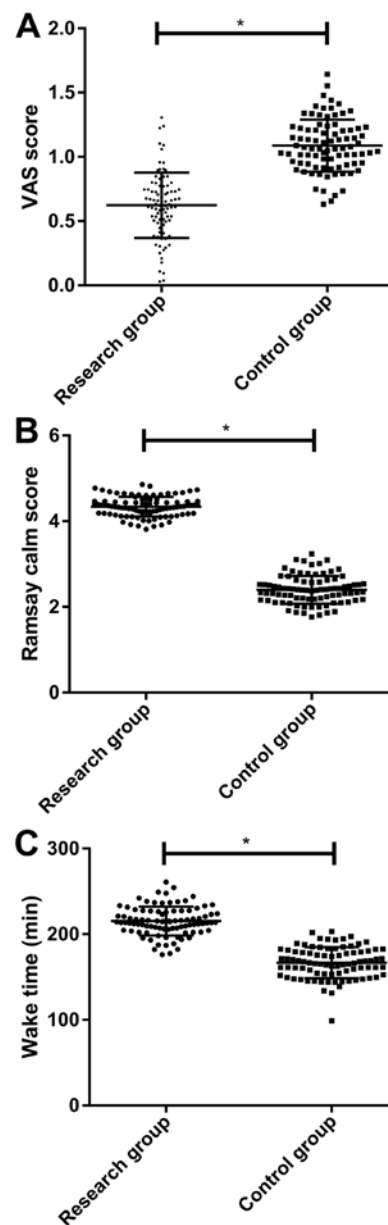 A
*
2.0
1.5
1.0
0.5
0.0
VAS score
Research group
Control group
B
*
6
4
2
0
Ramsay calm score
Research group
Control group
C
*
300
200
100
0
Wake time (min)
Research group
Control group